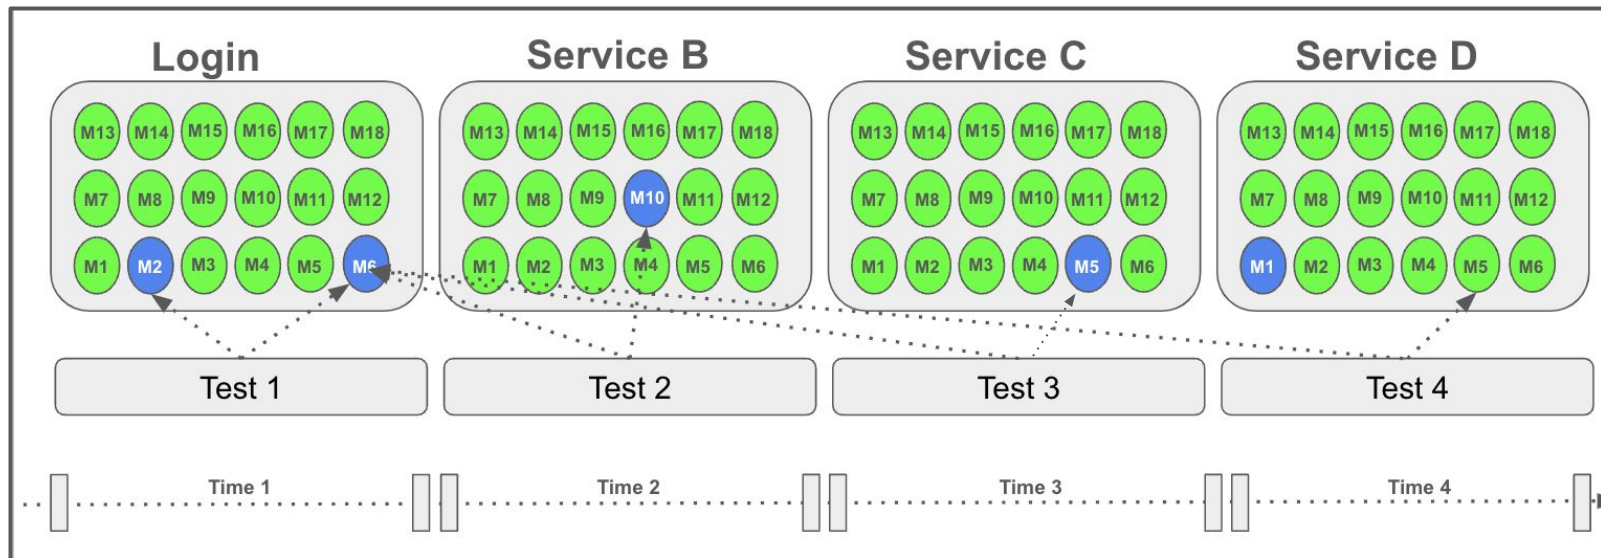 Login Service B Service C Service D
M13 M14 M15 M16 M17 M18 M13 M14 M15 M16 M17 M18 M13 M14 M15 M16 M17 M18 M13 M14 M15 M16 M17 M18
M7 M8 M9 M10 M11 M12 M7 M8 M9 M10 M11 M12 M7 M8 M9 M10 M11 M12 M7 M8 M9 M10 M11 M12
M1 M2 M3 M4 M5 M6 M1 M2 M3 M4 M5 M6 M1 M2 M3 M4 M5 M6 M1 M2 M3 M4 M5 M6
Test 1 Test 2 Test 3 Test 4
Time 1 Time 2 Time 3 Time 4